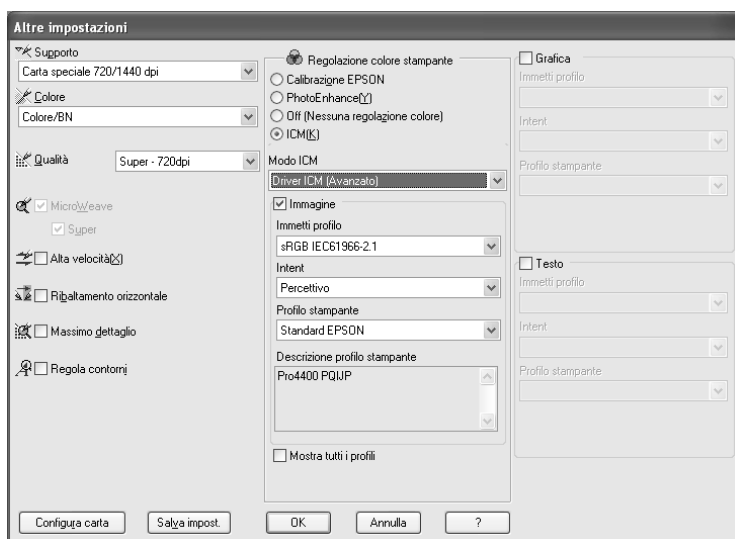 Altre impostazioni
Supporto
Carta speciale 720/1440 dpi
Colore
Colore/BN
Qualità
Super - 720dpi
MicroWeave
Super
Alta velocità(X)
Ribaltamento orizzontale
Massimo dettaglio
Regola contorni
Configura carta
Salva impost.
Regolazione colore stampante
Calibrazione EPSON
PhotoEnhance(Y)
Off (Nessuna regolazione colore)
ICM(K)
Modo ICM
Driver ICM (Avanzato)
Immagine
Immetti profilo
sRGB IEC61966-2.1
Intent
Percettivo
Profilo stampante
Standard EPSON
Descrizione profilo stampante
Pro4400 PQIJP
Mostra tutti i profili
OK
Annulla
?
Grafica
Immetti profilo
Intent
Profilo stampante
Testo
Immetti profilo
Intent
Profilo stampante